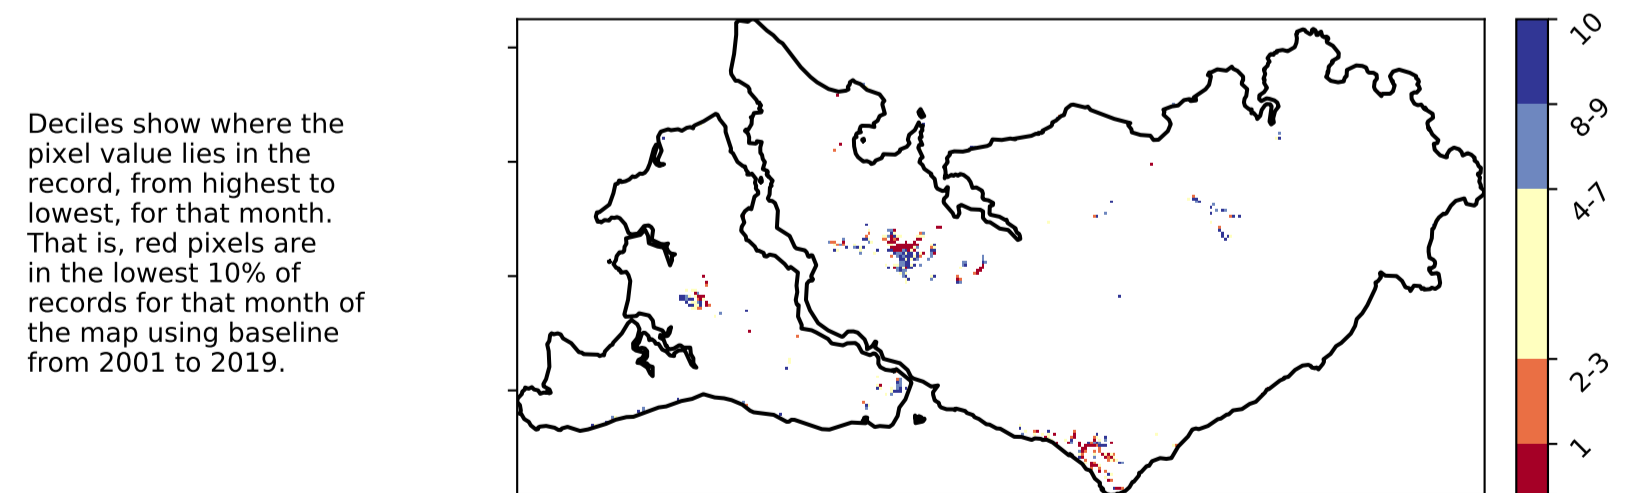 Deciles show where the
pixel value lies in the
record, from highest to
lowest, for that month.
That is, red pixels are
in the lowest 10% of
records for that month of
the map using baseline
from 2001 to 2019.
10
8-9
4-7
2-3
1